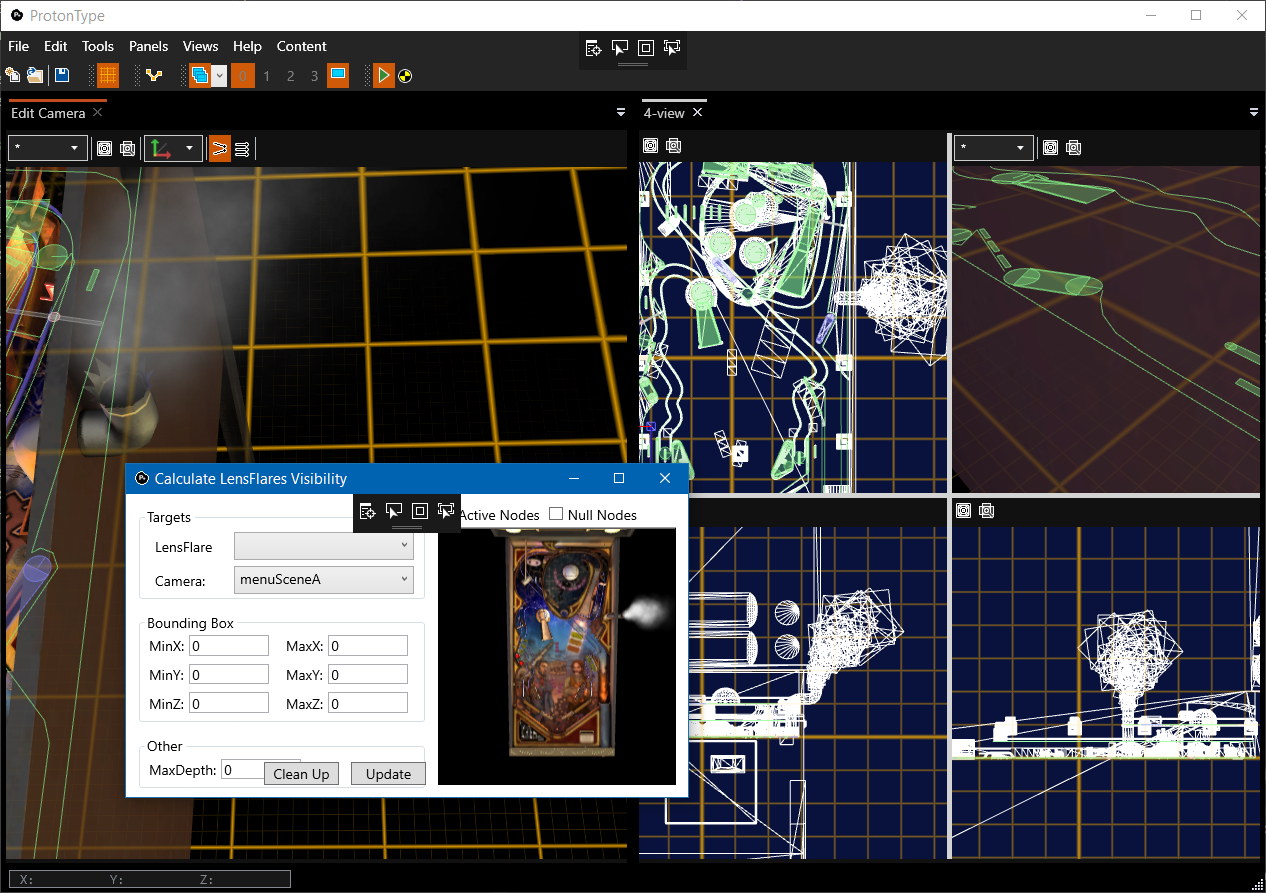 ProtonType
File Edit Tools Panels Views Help Content
0 1 2 3
Edit Camera
4-view
*
*
Calculate LensFlares Visibility
Targets
Active Nodes Null Nodes
LensFlare
Camera: menuSceneA
Bounding Box
MinX: 0 MaxX: 0
MinY: 0 MaxY: 0
MinZ: 0 MaxZ: 0
Other
MaxDepth: 0 Clean Up Update
X: Y: Z: